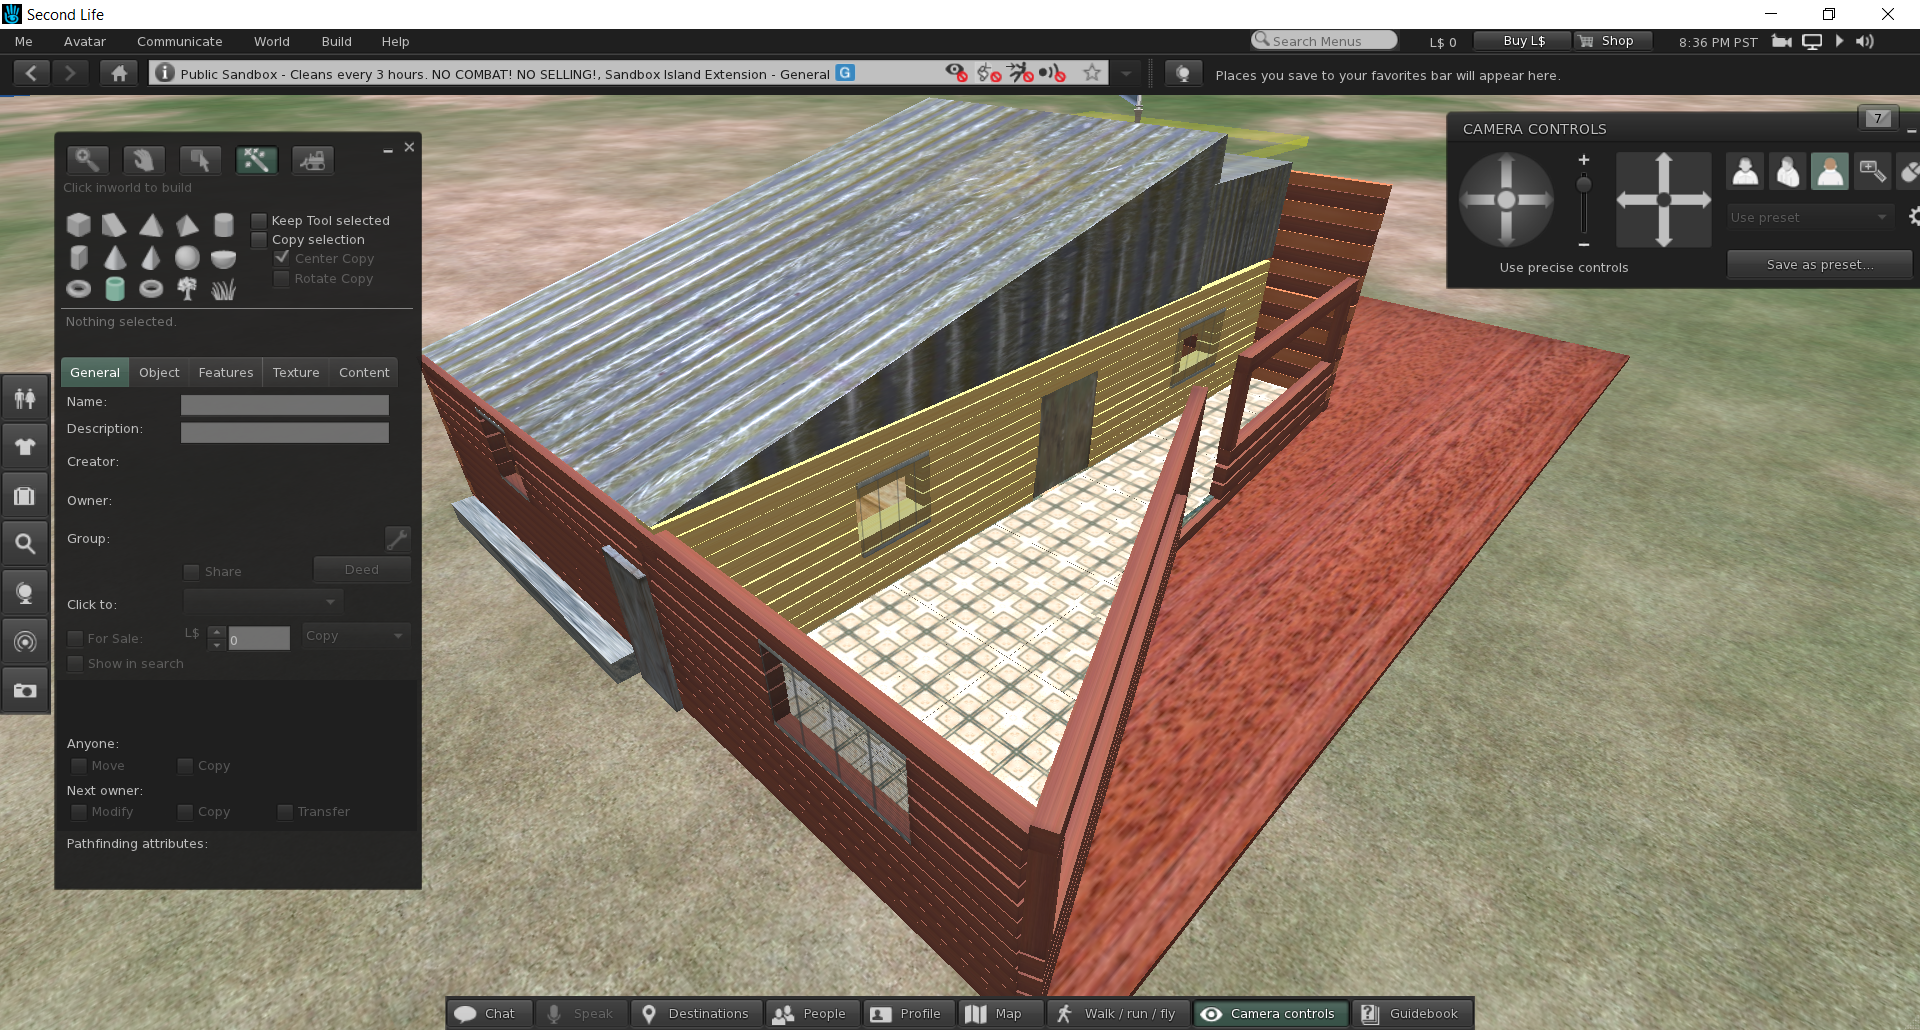 Second Life
Me Avatar Communicate World Build Help Search Menus L$ 0 Buy L$ Shop 8:36 PM PST
Public Sandbox - Cleans every 3 hours. NO COMBAT! NO SELLING!, Sandbox Island Extension - General G Places you save to your favorites bar will appear here.
7
CAMERA CONTROLS
Use preset
Use precise controls
Save as preset...
Click inworld to build
Keep Tool selected
Copy selection
Center Copy
Rotate Copy
Nothing selected.
General Object Features Texture Content
Name:
Description:
Creator:
Owner:
Group:
Share Deed
Click to:
For Sale: L$ 0 Copy
Show in search
Anyone:
Move Copy
Next owner:
Modify Copy Transfer
Pathfinding attributes:
Chat Speak Destinations People Profile Map Walk / run / fly Camera controls Guidebook